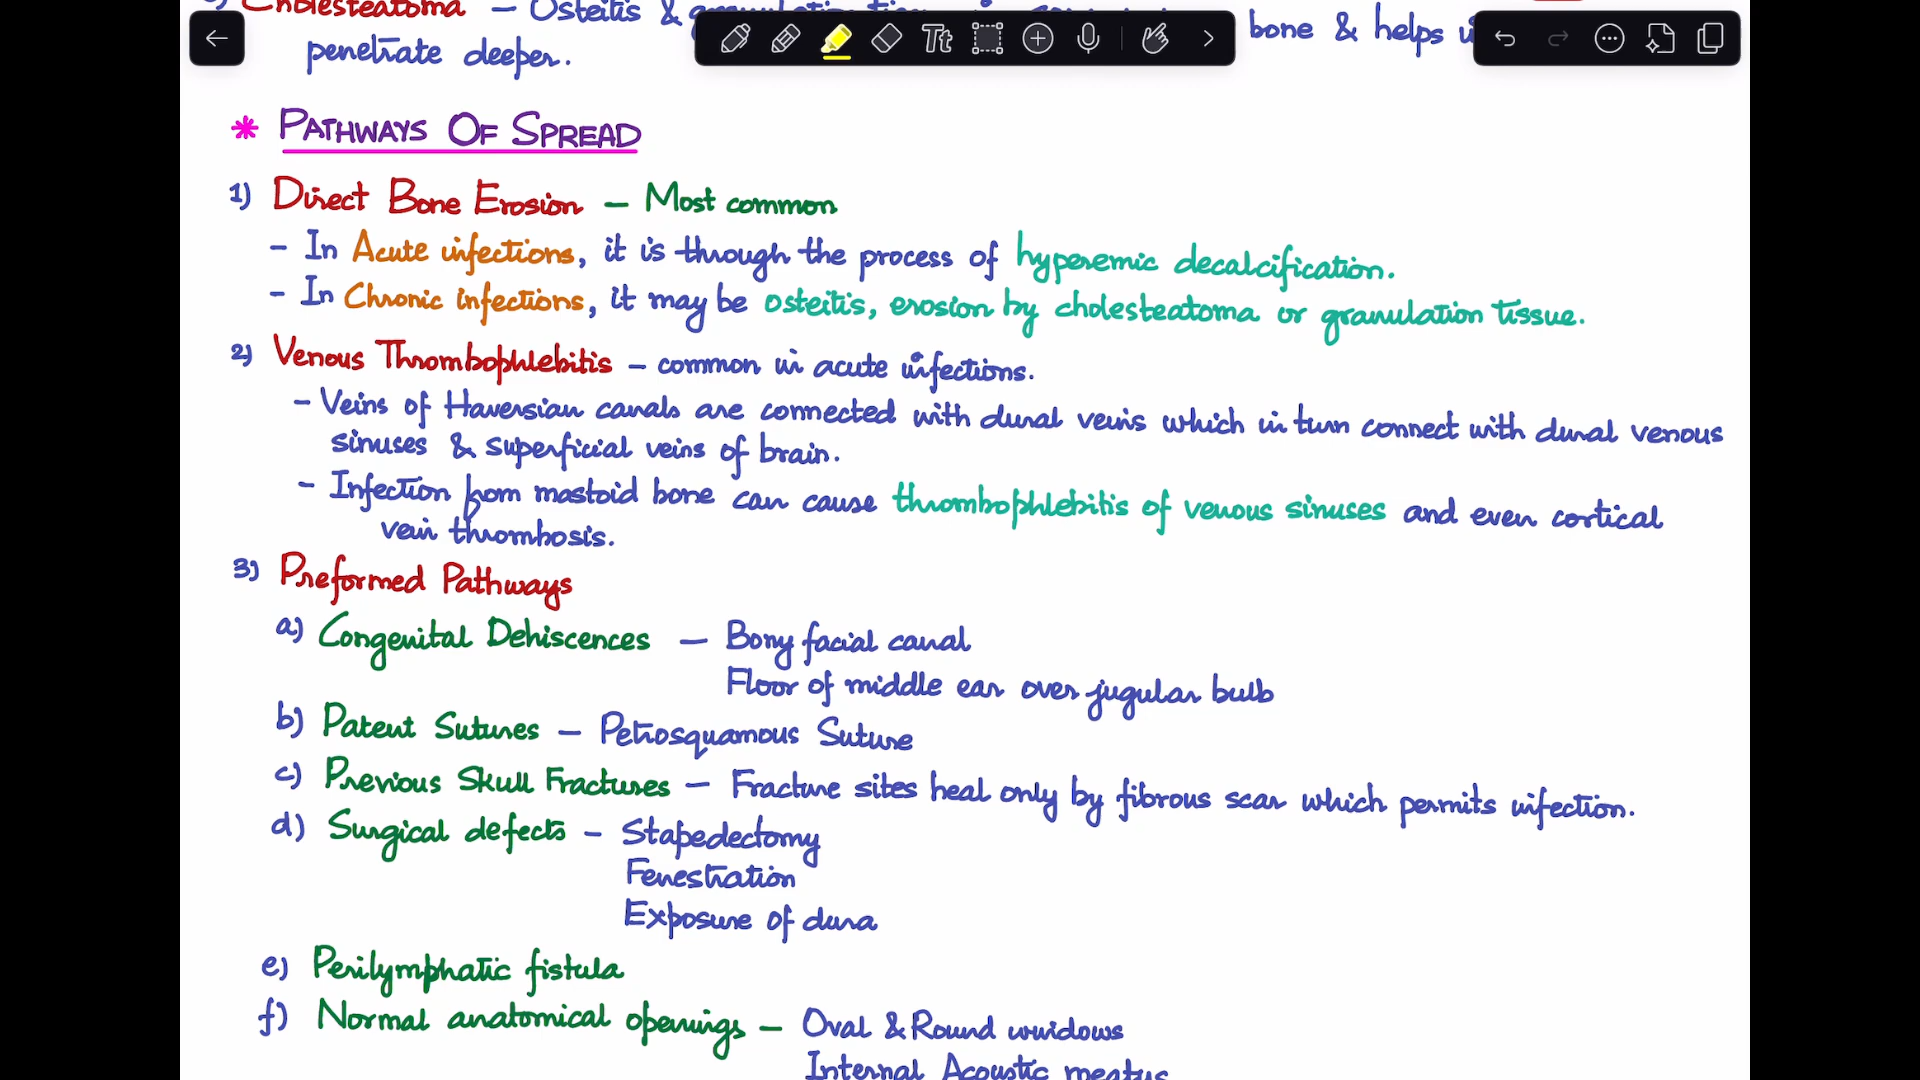 Cholesteatoma — Osteitis & bone & helps
penetrate deeper.
Tt
* PATHWAYS OF SPREAD
1) Direct Bone Erosion — Most common
- In Acute infections, it is through the process of hyperemic decalcification.
- In Chronic infections, it may be osteitis, erosion by cholesteatoma or granulation tissue.
2) Venous Thrombophlebitis — common in acute infections.
- Veins of Haversian canals are connected with dural veins which in turn connect with dural venous
sinuses & superficial veins of brain.
- Infection from mastoid bone can cause thrombophlebitis of venous sinuses and even cortical
vein thrombosis.
3) Preformed Pathways
a) Congenital Dehiscences — Bony facial canal
Floor of middle ear over jugular bulb
b) Patent Sutures — Petrosquamous Suture
c) Previous Skull Fractures — Fracture sites heal only by fibrous scar which permits infection.
d) Surgical defects — Stapedectomy
Fenestration
Exposure of dura
e) Perilymphatic fistula
f) Normal anatomical openings — Oval & Round windows
Internal Acoustic meatus